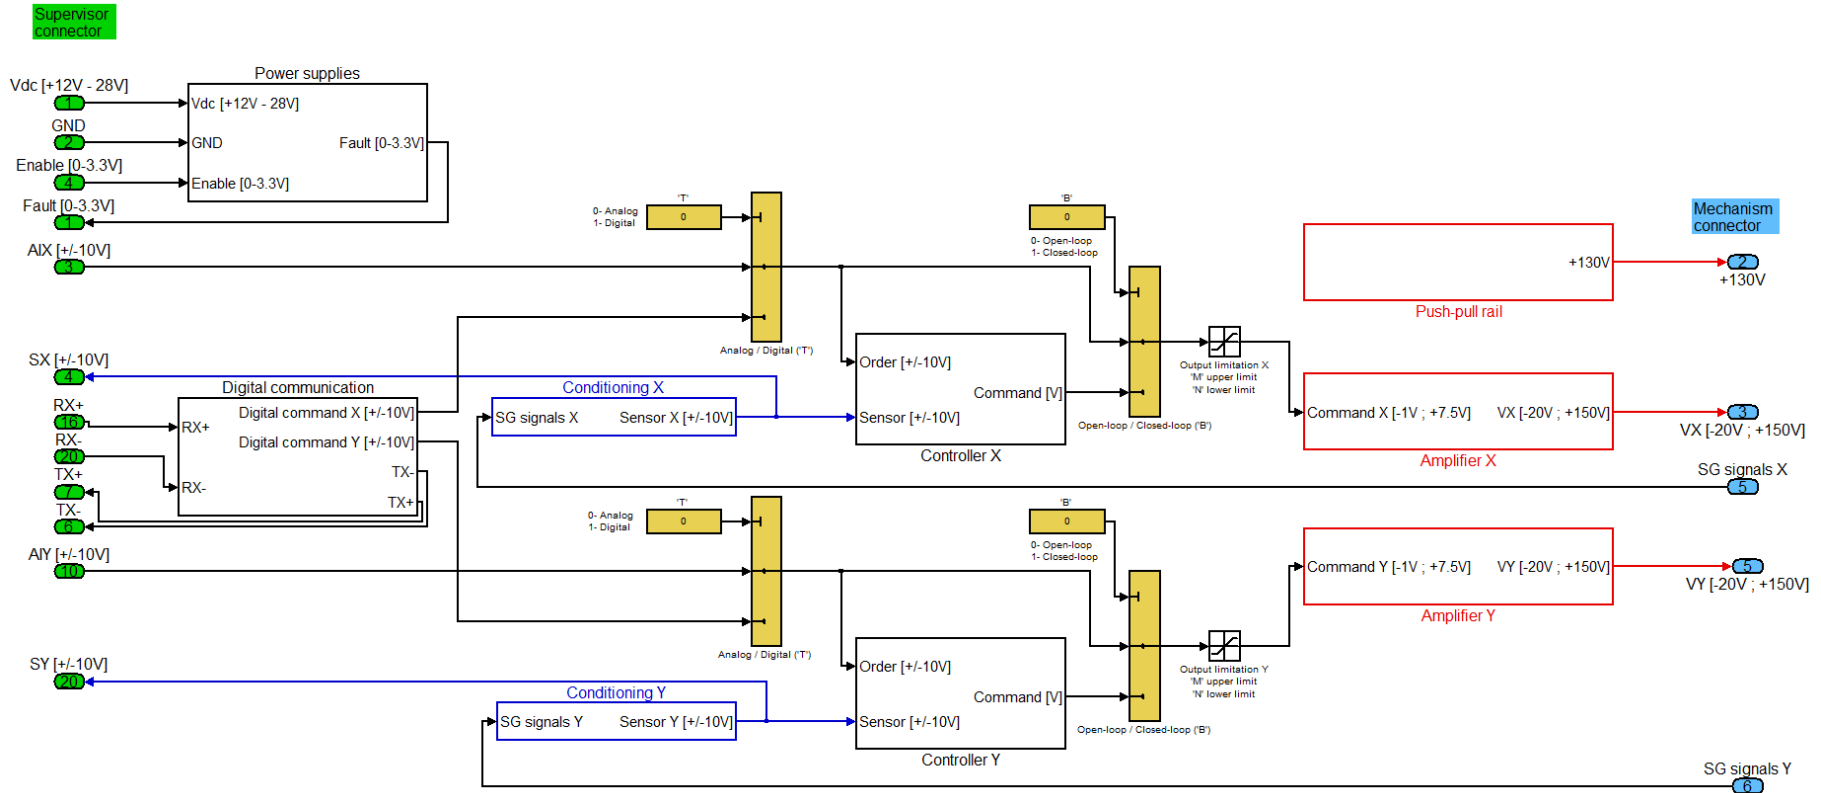 Supervisor
connector
Power supplies
Vdc [+12V - 28V]
1
Vdc [+12V - 28V]
GND
2
GND
Fault [0-3.3V]
Enable [0-3.3V]
4
Enable [0-3.3V]
Fault [0-3.3V]
1
AIX [+/-10V]
3
'T'
0- Analog
1- Digital
0
Analog / Digital ('T')
'B'
0
0- Open-loop
1- Closed-loop
Open-loop / Closed-loop ('B')
Mechanism
connector
+130V
2
+130V
Push-pull rail
SX [+/-10V]
4
Digital communication
RX+
16
RX+
RX-
20
RX-
TX+
7
TX-
6
Digital command X [+/-10V]
Digital command Y [+/-10V]
TX-
TX+
Conditioning X
SG signals X
Sensor X [+/-10V]
Order [+/-10V]
Command [V]
Sensor [+/-10V]
Controller X
Output limitation X
'M' upper limit
'N' lower limit
Command X [-1V ; +7.5V]
VX [-20V ; +150V]
Amplifier X
3
VX [-20V ; +150V]
SG signals X
5
AIY [+/-10V]
10
'T'
0- Analog
1- Digital
0
Analog / Digital ('T')
'B'
0
0- Open-loop
1- Closed-loop
Open-loop / Closed-loop ('B')
Command Y [-1V ; +7.5V]
VY [-20V ; +150V]
Amplifier Y
5
VY [-20V ; +150V]
SY [+/-10V]
20
Conditioning Y
SG signals Y
Sensor Y [+/-10V]
Order [+/-10V]
Command [V]
Sensor [+/-10V]
Controller Y
Output limitation Y
'M' upper limit
'N' lower limit
SG signals Y
6